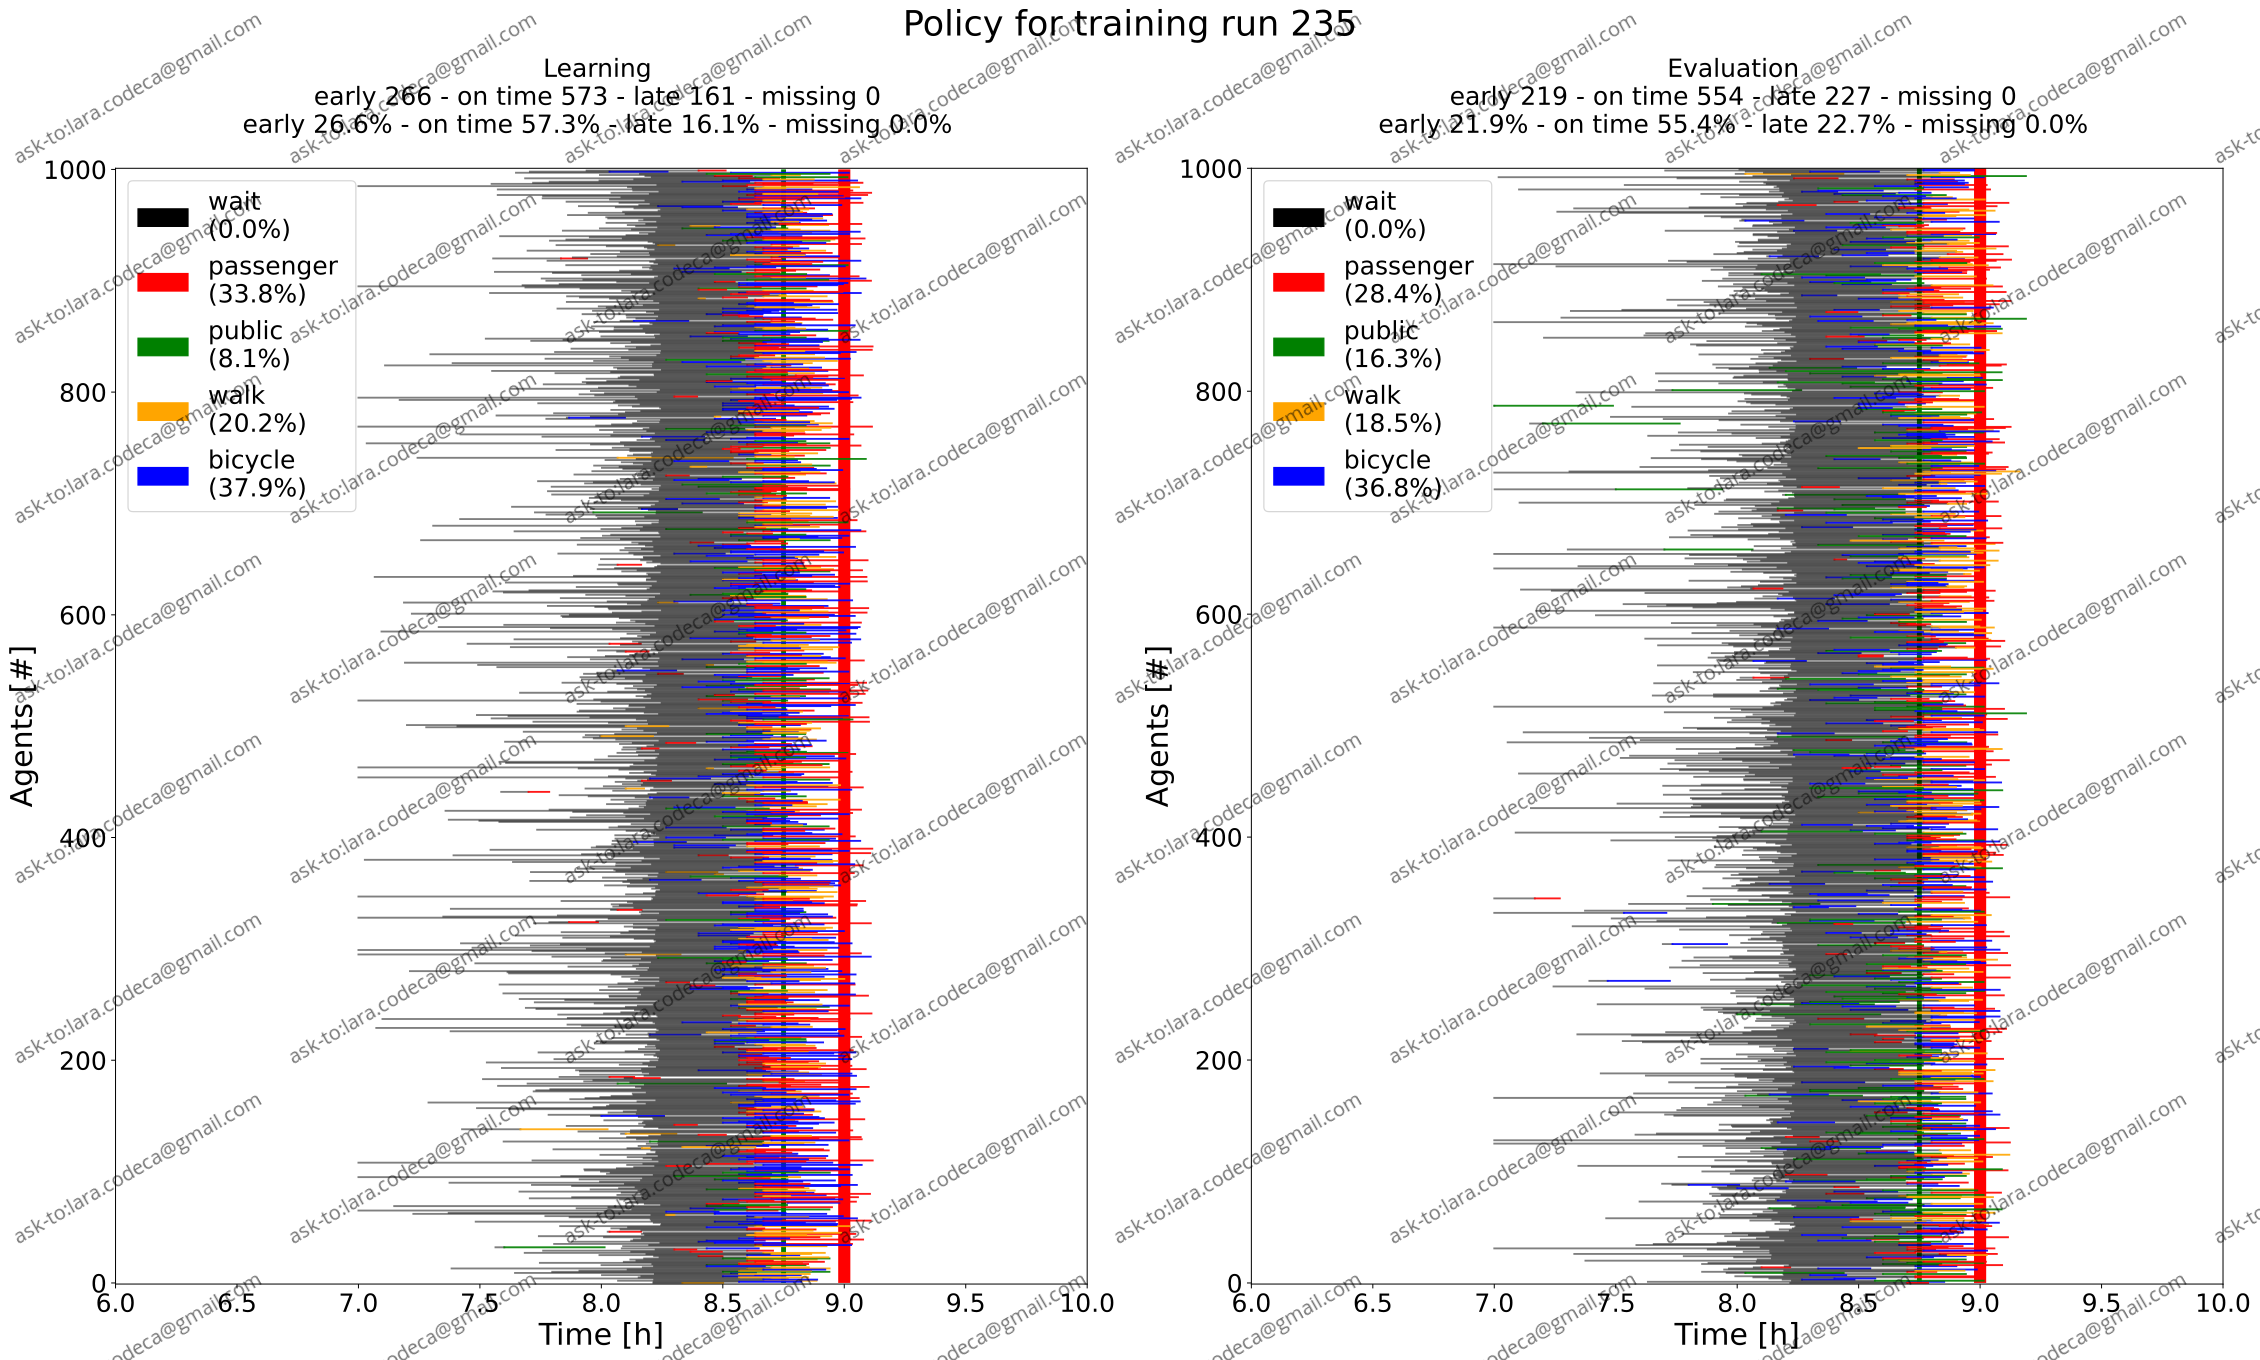 Policy for training run 235
Learning
early 266 - on time 573 - late 161 - missing 0
early 26.6% - on time 57.3% - late 16.1% - missing 0.0%
1000
800
600
400
200
0
Agents [#]
wait
(0.0%)
passenger
(33.8%)
public
(8.1%)
walk
(20.2%)
bicycle
(37.9%)
6.0 6.5 7.0 7.5 8.0 8.5 9.0 9.5 10.0
Time [h]
Evaluation
early 219 - on time 554 - late 227 - missing 0
early 21.9% - on time 55.4% - late 22.7% - missing 0.0%
1000
800
600
400
200
0
Agents [#]
wait
(0.0%)
passenger
(28.4%)
public
(16.3%)
walk
(18.5%)
bicycle
(36.8%)
6.0 6.5 7.0 7.5 8.0 8.5 9.0 9.5 10.0
Time [h]
ask-to:lara.codeca@gmail.com